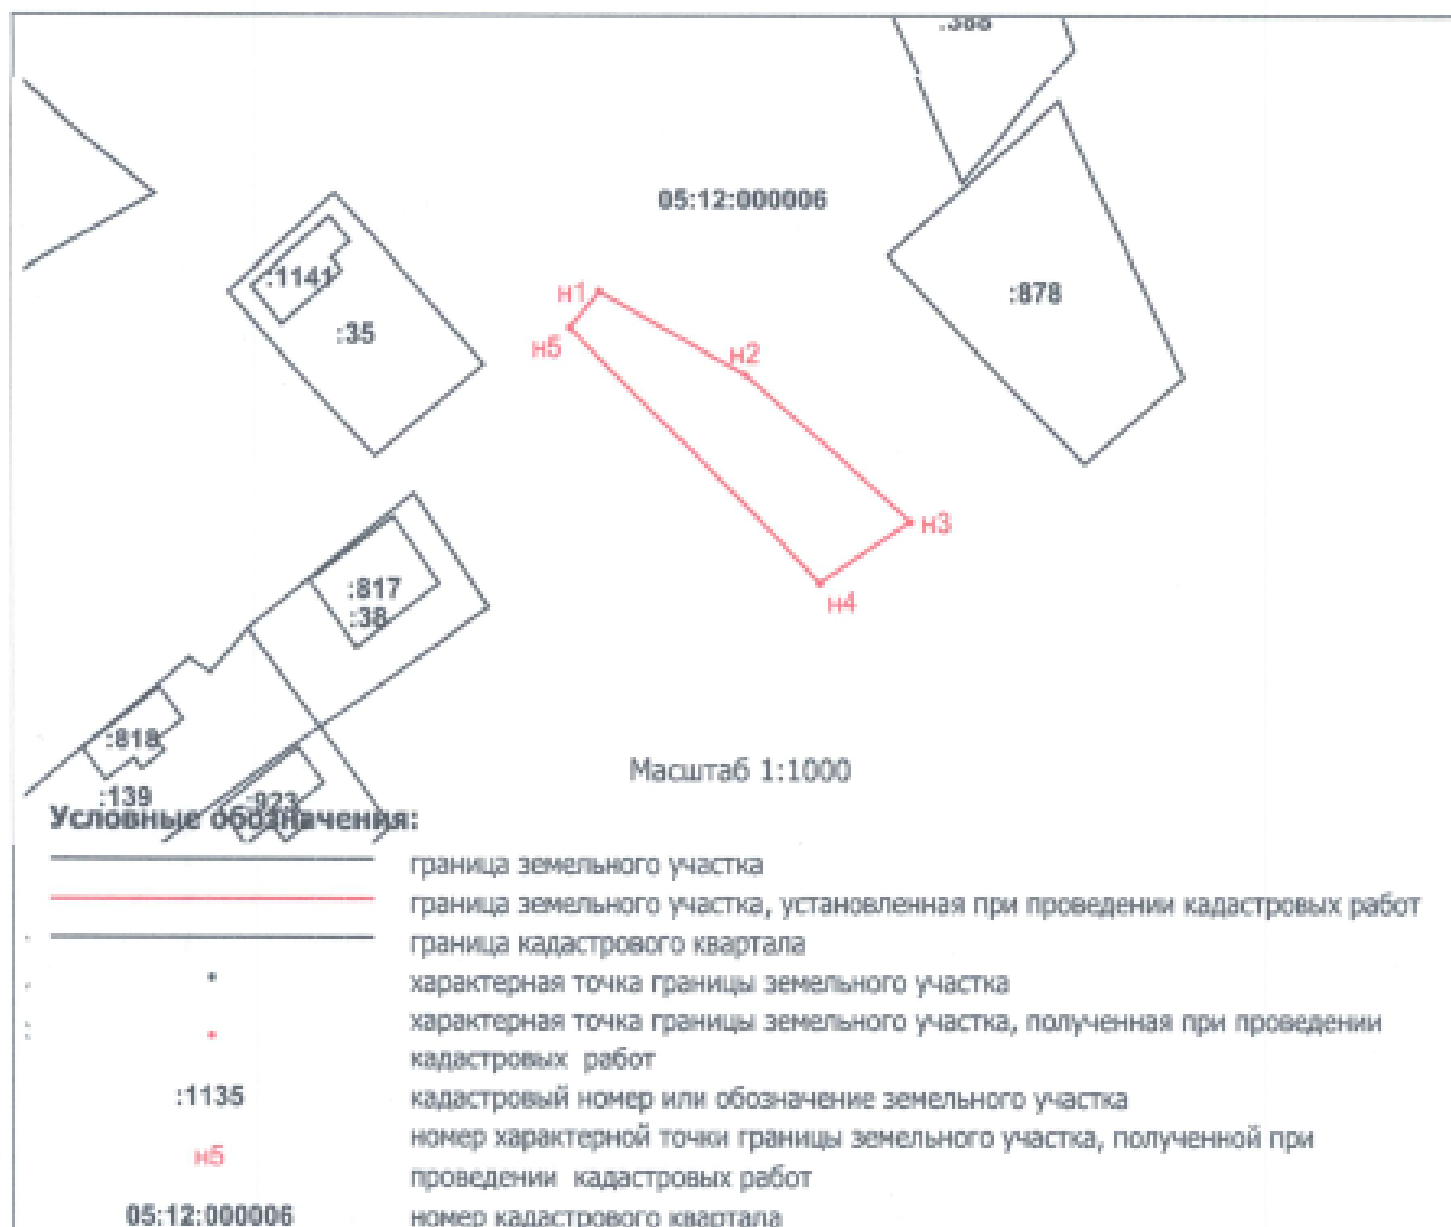 :388
05:12:000006
:1141
:878
н1
:35
н5
н2
н3
:817
н4
:38
:818
Масштаб 1:1000
:139
:923
Условные обозначения:
граница земельного участка
граница земельного участка, установленная при проведении кадастровых работ
граница кадастрового квартала
характерная точка границы земельного участка
характерная точка границы земельного участка, полученная при проведении
кадастровых работ
:1135 кадастровый номер или обозначение земельного участка
номер характерной точки границы земельного участка, полученной при
н5
проведении кадастровых работ
05:12:000006 номер кадастрового квартала